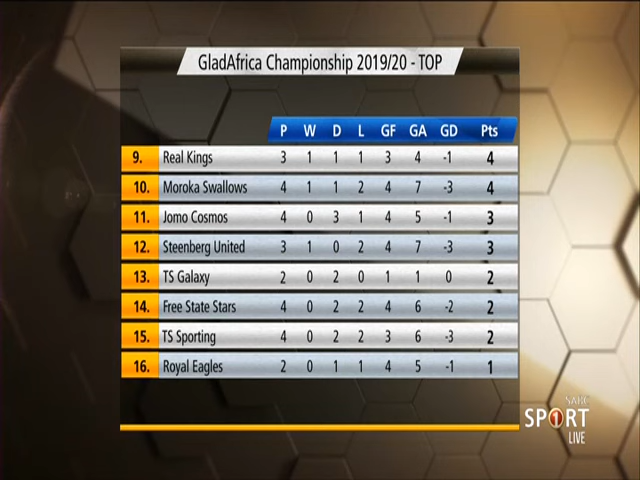 GladAfrica Championship 2019/20 - TOP
P W D L GF GA GD Pts
9. Real Kings 3 1 1 1 3 4 -1 4
10. Moroka Swallows 4 1 1 2 4 7 -3 4
11. Jomo Cosmos 4 0 3 1 4 5 -1 3
12. Steenberg United 3 1 0 2 4 7 -3 3
13. TS Galaxy 2 0 2 0 1 1 0 2
14. Free State Stars 4 0 2 2 4 6 -2 2
15. TS Sporting 4 0 2 2 3 6 -3 2
16. Royal Eagles 2 0 1 1 4 5 -1 1
SABC
SPORT 1
LIVE